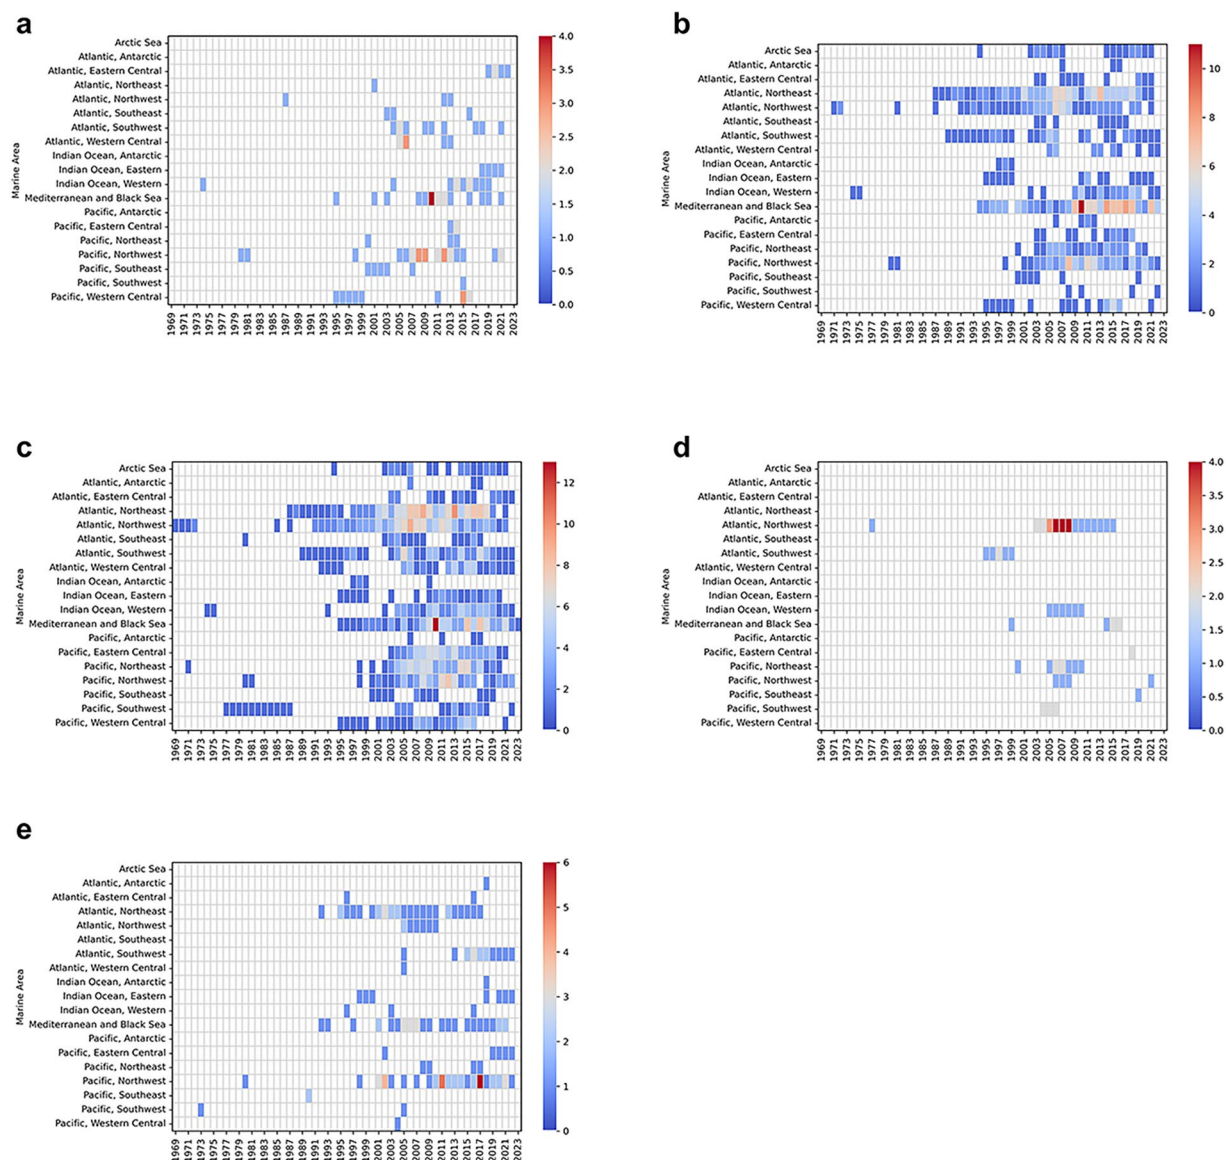 a
Marine Area
Arctic Sea
Atlantic, Antarctic
Atlantic, Eastern Central
Atlantic, Northeast
Atlantic, Northwest
Atlantic, Southeast
Atlantic, Southwest
Atlantic, Western Central
Indian Ocean, Antarctic
Indian Ocean, Eastern
Indian Ocean, Western
Mediterranean and Black Sea
Pacific, Antarctic
Pacific, Eastern Central
Pacific, Northeast
Pacific, Northwest
Pacific, Southeast
Pacific, Southwest
Pacific, Western Central
1969 1971 1973 1975 1977 1979 1981 1983 1985 1987 1989 1991 1993 1995 1997 1999 2001 2003 2005 2007 2009 2011 2013 2015 2017 2019 2021 2023
4.0
3.5
3.0
2.5
2.0
1.5
1.0
0.5
0.0
b
Marine Area
Arctic Sea
Atlantic, Antarctic
Atlantic, Eastern Central
Atlantic, Northeast
Atlantic, Northwest
Atlantic, Southeast
Atlantic, Southwest
Atlantic, Western Central
Indian Ocean, Antarctic
Indian Ocean, Eastern
Indian Ocean, Western
Mediterranean and Black Sea
Pacific, Antarctic
Pacific, Eastern Central
Pacific, Northeast
Pacific, Northwest
Pacific, Southeast
Pacific, Southwest
Pacific, Western Central
1969 1971 1973 1975 1977 1979 1981 1983 1985 1987 1989 1991 1993 1995 1997 1999 2001 2003 2005 2007 2009 2011 2013 2015 2017 2019 2021 2023
10
8
6
4
2
0
c
Marine Area
Arctic Sea
Atlantic, Antarctic
Atlantic, Eastern Central
Atlantic, Northeast
Atlantic, Northwest
Atlantic, Southeast
Atlantic, Southwest
Atlantic, Western Central
Indian Ocean, Antarctic
Indian Ocean, Eastern
Indian Ocean, Western
Mediterranean and Black Sea
Pacific, Antarctic
Pacific, Eastern Central
Pacific, Northeast
Pacific, Northwest
Pacific, Southeast
Pacific, Southwest
Pacific, Western Central
1969 1971 1973 1975 1977 1979 1981 1983 1985 1987 1989 1991 1993 1995 1997 1999 2001 2003 2005 2007 2009 2011 2013 2015 2017 2019 2021 2023
12
10
8
6
4
2
0
d
Marine Area
Arctic Sea
Atlantic, Antarctic
Atlantic, Eastern Central
Atlantic, Northeast
Atlantic, Northwest
Atlantic, Southeast
Atlantic, Southwest
Atlantic, Western Central
Indian Ocean, Antarctic
Indian Ocean, Eastern
Indian Ocean, Western
Mediterranean and Black Sea
Pacific, Antarctic
Pacific, Eastern Central
Pacific, Northeast
Pacific, Northwest
Pacific, Southeast
Pacific, Southwest
Pacific, Western Central
1969 1971 1973 1975 1977 1979 1981 1983 1985 1987 1989 1991 1993 1995 1997 1999 2001 2003 2005 2007 2009 2011 2013 2015 2017 2019 2021 2023
4.0
3.5
3.0
2.5
2.0
1.5
1.0
0.5
0.0
e
Marine Area
Arctic Sea
Atlantic, Antarctic
Atlantic, Eastern Central
Atlantic, Northeast
Atlantic, Northwest
Atlantic, Southeast
Atlantic, Southwest
Atlantic, Western Central
Indian Ocean, Antarctic
Indian Ocean, Eastern
Indian Ocean, Western
Mediterranean and Black Sea
Pacific, Antarctic
Pacific, Eastern Central
Pacific, Northeast
Pacific, Northwest
Pacific, Southeast
Pacific, Southwest
Pacific, Western Central
1969 1971 1973 1975 1977 1979 1981 1983 1985 1987 1989 1991 1993 1995 1997 1999 2001 2003 2005 2007 2009 2011 2013 2015 2017 2019 2021 2023
6
5
4
3
2
1
0